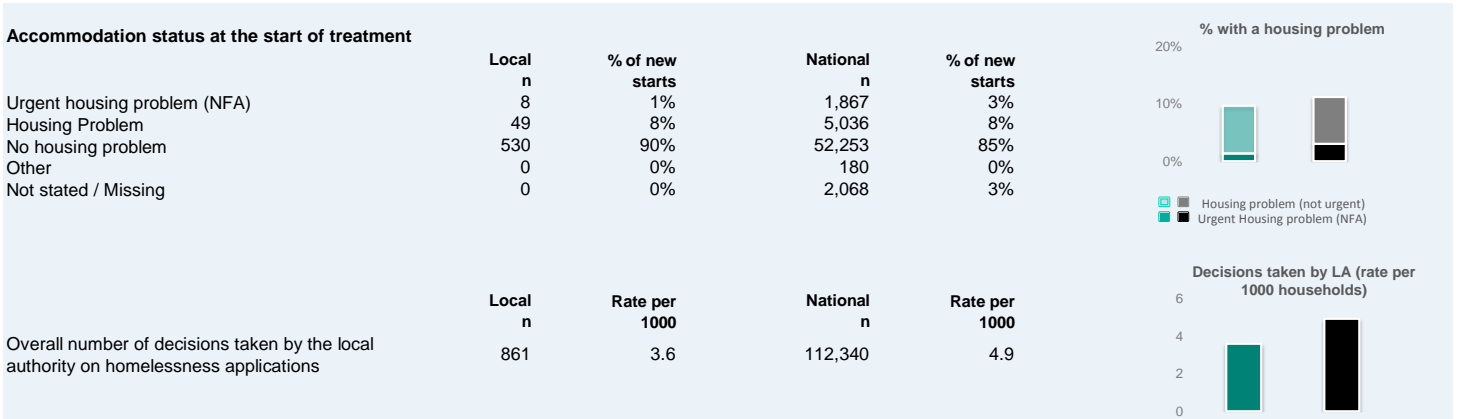 Accommodation status at the start of treatment
Local % of new National % of new
n starts n starts
Urgent housing problem (NFA) 8 1% 1,867 3%
Housing Problem 49 8% 5,036 8%
No housing problem 530 90% 52,253 85%
Other 0 0% 180 0%
Not stated / Missing 0 0% 2,068 3%
% with a housing problem
20%
10%
0%
Housing problem (not urgent)
Urgent Housing problem (NFA)
Local Rate per National Rate per
n 1000 n 1000
Overall number of decisions taken by the local
authority on homelessness applications 861 3.6 112,340 4.9
Decisions taken by LA (rate per
1000 households)
6
4
2
0